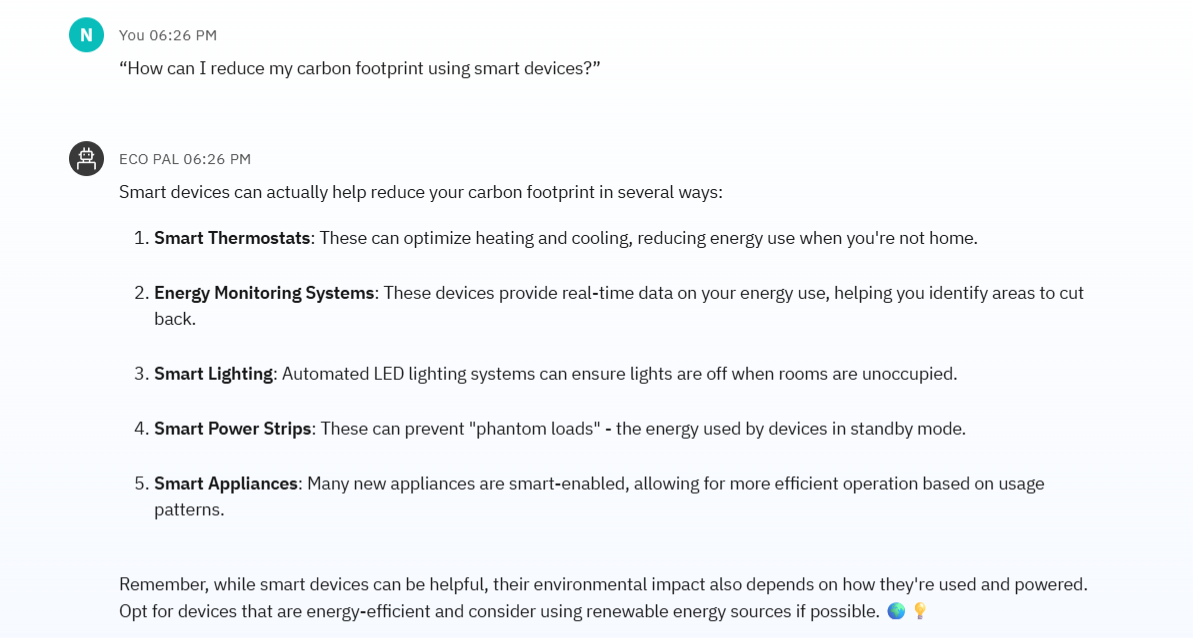 N
You 06:26 PM
“How can I reduce my carbon footprint using smart devices?”
ECO PAL 06:26 PM
Smart devices can actually help reduce your carbon footprint in several ways:
1. Smart Thermostats: These can optimize heating and cooling, reducing energy use when you're not home.
2. Energy Monitoring Systems: These devices provide real-time data on your energy use, helping you identify areas to cut
back.
3. Smart Lighting: Automated LED lighting systems can ensure lights are off when rooms are unoccupied.
4. Smart Power Strips: These can prevent "phantom loads" - the energy used by devices in standby mode.
5. Smart Appliances: Many new appliances are smart-enabled, allowing for more efficient operation based on usage
patterns.
Remember, while smart devices can be helpful, their environmental impact also depends on how they're used and powered.
Opt for devices that are energy-efficient and consider using renewable energy sources if possible. 🌍 💡